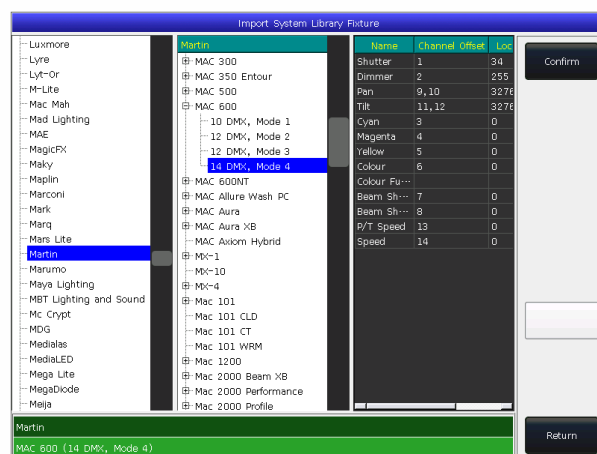 Import System Library Fixture
Luxmore
Lyre
Lyt-Or
M-Lite
Mac Mah
Mad Lighting
MAE
MagicFX
Maky
Maplin
Marconi
Mark
Marq
Mars Lite
Martin
Marumo
Maya Lighting
MBT Lighting and Sound
Mc Crypt
MDG
Medialas
MediaLED
Mega Lite
MegaDiode
Meija
Martin
MAC 300
MAC 350 Entour
MAC 500
MAC 600
10 DMX, Mode 1
12 DMX, Mode 2
12 DMX, Mode 3
14 DMX, Mode 4
MAC 600NT
MAC Allure Wash PC
MAC Aura
MAC Aura XB
MAC Axiom Hybrid
MX-1
MX-10
MX-4
Mac 101
Mac 101 CLD
Mac 101 CT
Mac 101 WRM
Mac 1200
Mac 2000 Beam XB
Mac 2000 Performance
Mac 2000 Profile
Name Channel Offset Loc
Shutter 1 34
Dimmer 2 255
Pan 9,10 3276
Tilt 11,12 3276
Cyan 3 0
Magenta 4 0
Yellow 5 0
Colour 6 0
Colour Fu···
Beam Sh··· 7 0
Beam Sh··· 8 0
P/T Speed 13 0
Speed 14 0
Confirm
Return
Martin
MAC 600 (14 DMX, Mode 4)